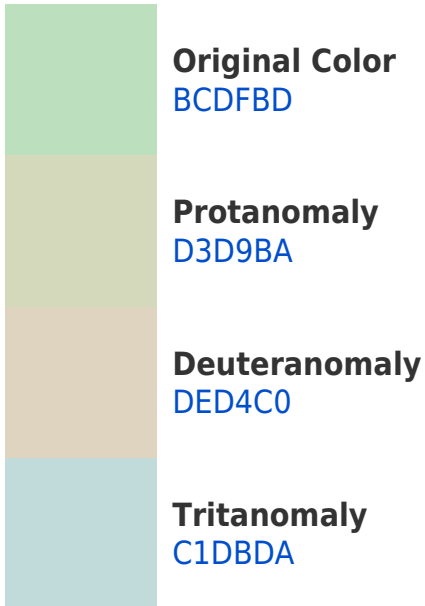 Original Color
BCDFBD
Protanomaly
D3D9BA
Deuteranomaly
DED4C0
Tritanomaly
C1DBDA